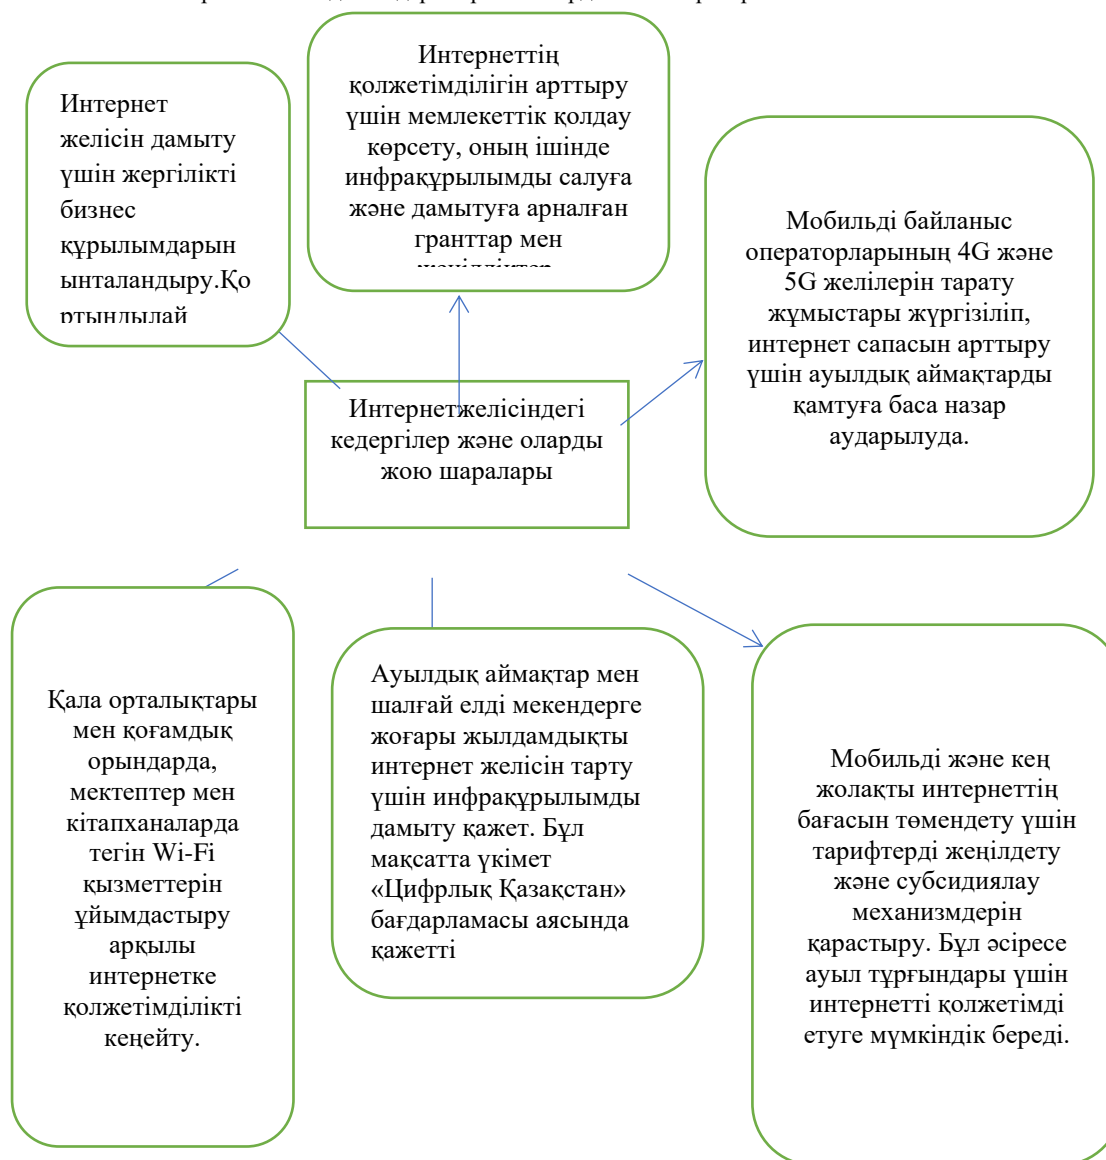 Интернеттің
қолжетімділігін арттыру
үшін мемлекеттік қолдау
көрсету, оның ішінде
инфрақұрылымды салуға
және дамытуға арналған
гранттар мен
Интернет
желісін дамыту
үшін жергілікті
бизнес
құрылымдарын
ынталандыру.Қо
ртындылай
Мобильді байланыс
операторларының 4G және
5G желілерін тарату
жұмыстары жүргізіліп,
интернет сапасын арттыру
үшін ауылдық аймақтарды
қамтуға баса назар
аударылуда.
Интернетжелісіндегі
кедергілер және оларды
жою шаралары
Қала орталықтары
мен қоғамдық
орындарда,
мектептер мен
кітапханаларда
тегін Wi-Fi
қызметтерін
ұйымдастыру
арқылы
интернетке
қолжетімділікті
кеңейту.
Ауылдық аймақтар мен
шалғай елді мекендерге
жоғары жылдамдықты
интернет желісін тарту
үшін инфрақұрылымды
дамыту қажет. Бұл
мақсатта үкімет
«Цифрлық Қазақстан»
бағдарламасы аясында
қажетті
Мобильді және кең
жолақты интернеттің
бағасын төмендету үшін
тарифтерді жеңілдету
және субсидиялау
механизмдерін
қарастыру. Бұл әсіресе
ауыл тұрғындары үшін
интернетті қолжетімді
етуге мүмкіндік береді.